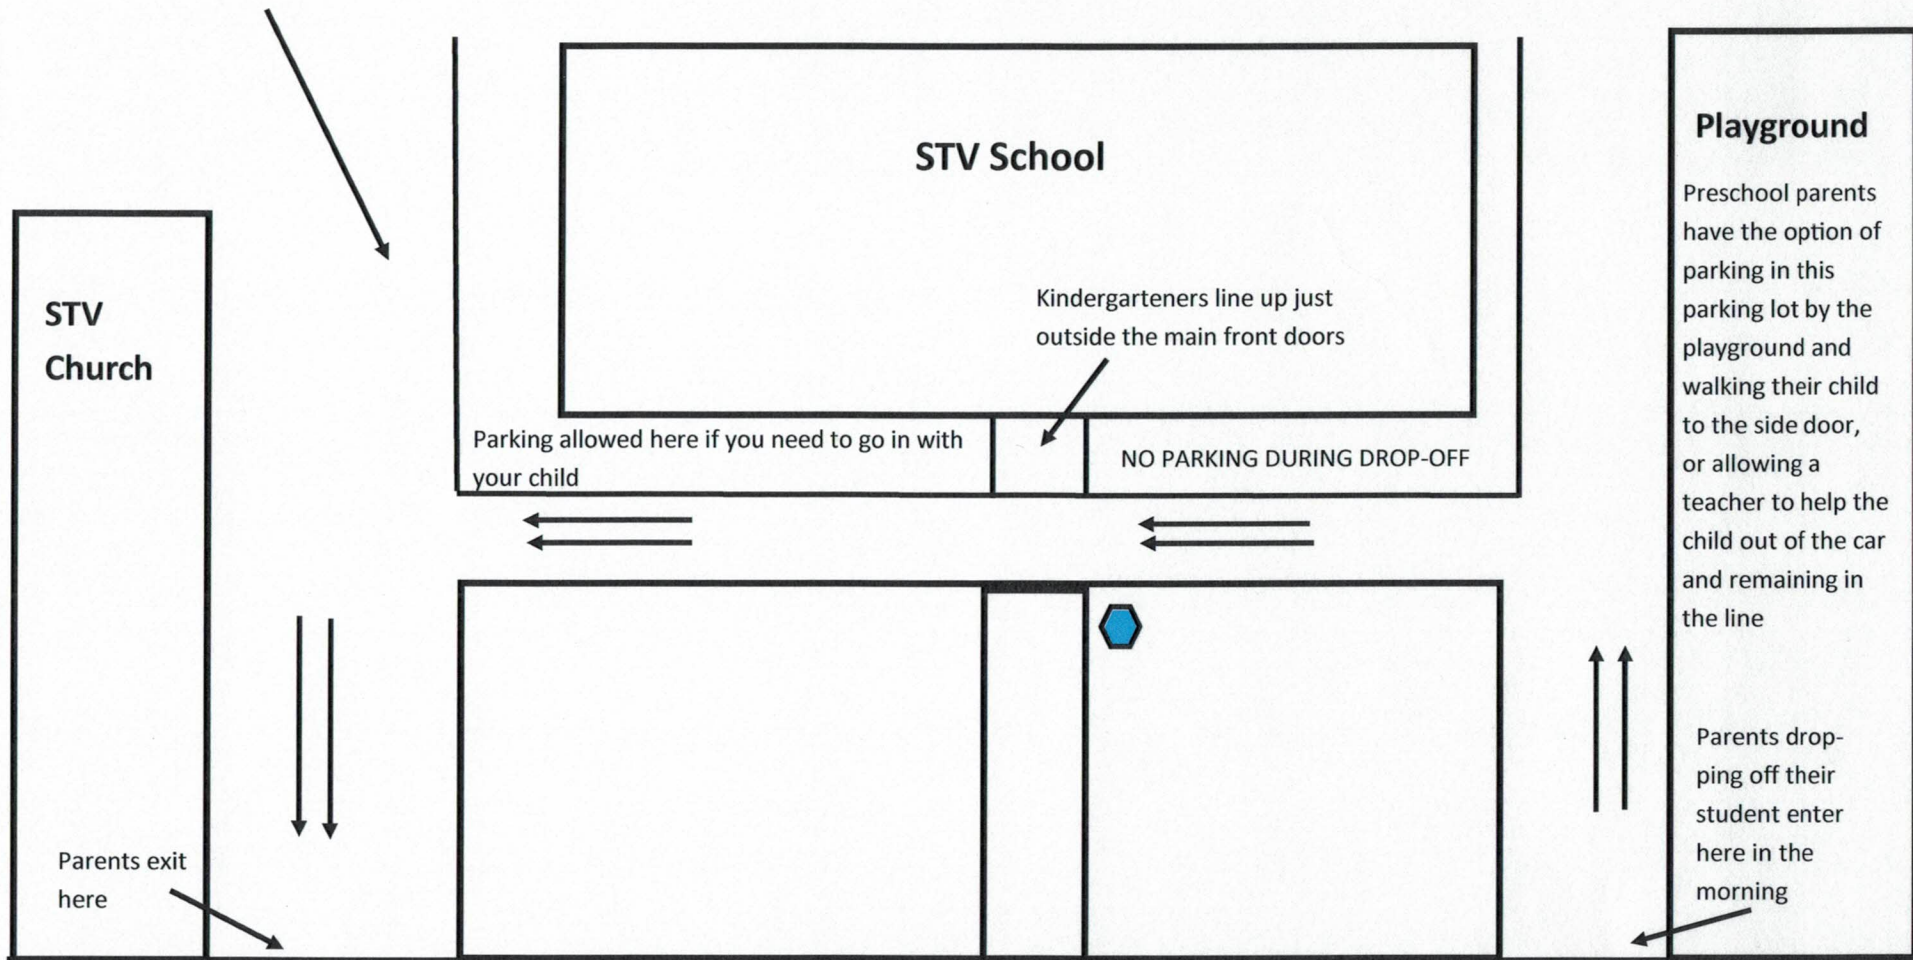 STV School
Playground
Preschool parents
have the option of
parking in this
parking lot by the
playground and
walking their child
to the side door,
or allowing a
teacher to help the
child out of the car
and remaining in
the line
STV
Church
Kindergarteners line up just
outside the main front doors
Parking allowed here if you need to go in with
your child
NO PARKING DURING DROP-OFF
Parents drop-
ping off their
student enter
here in the
morning
Parents exit
here